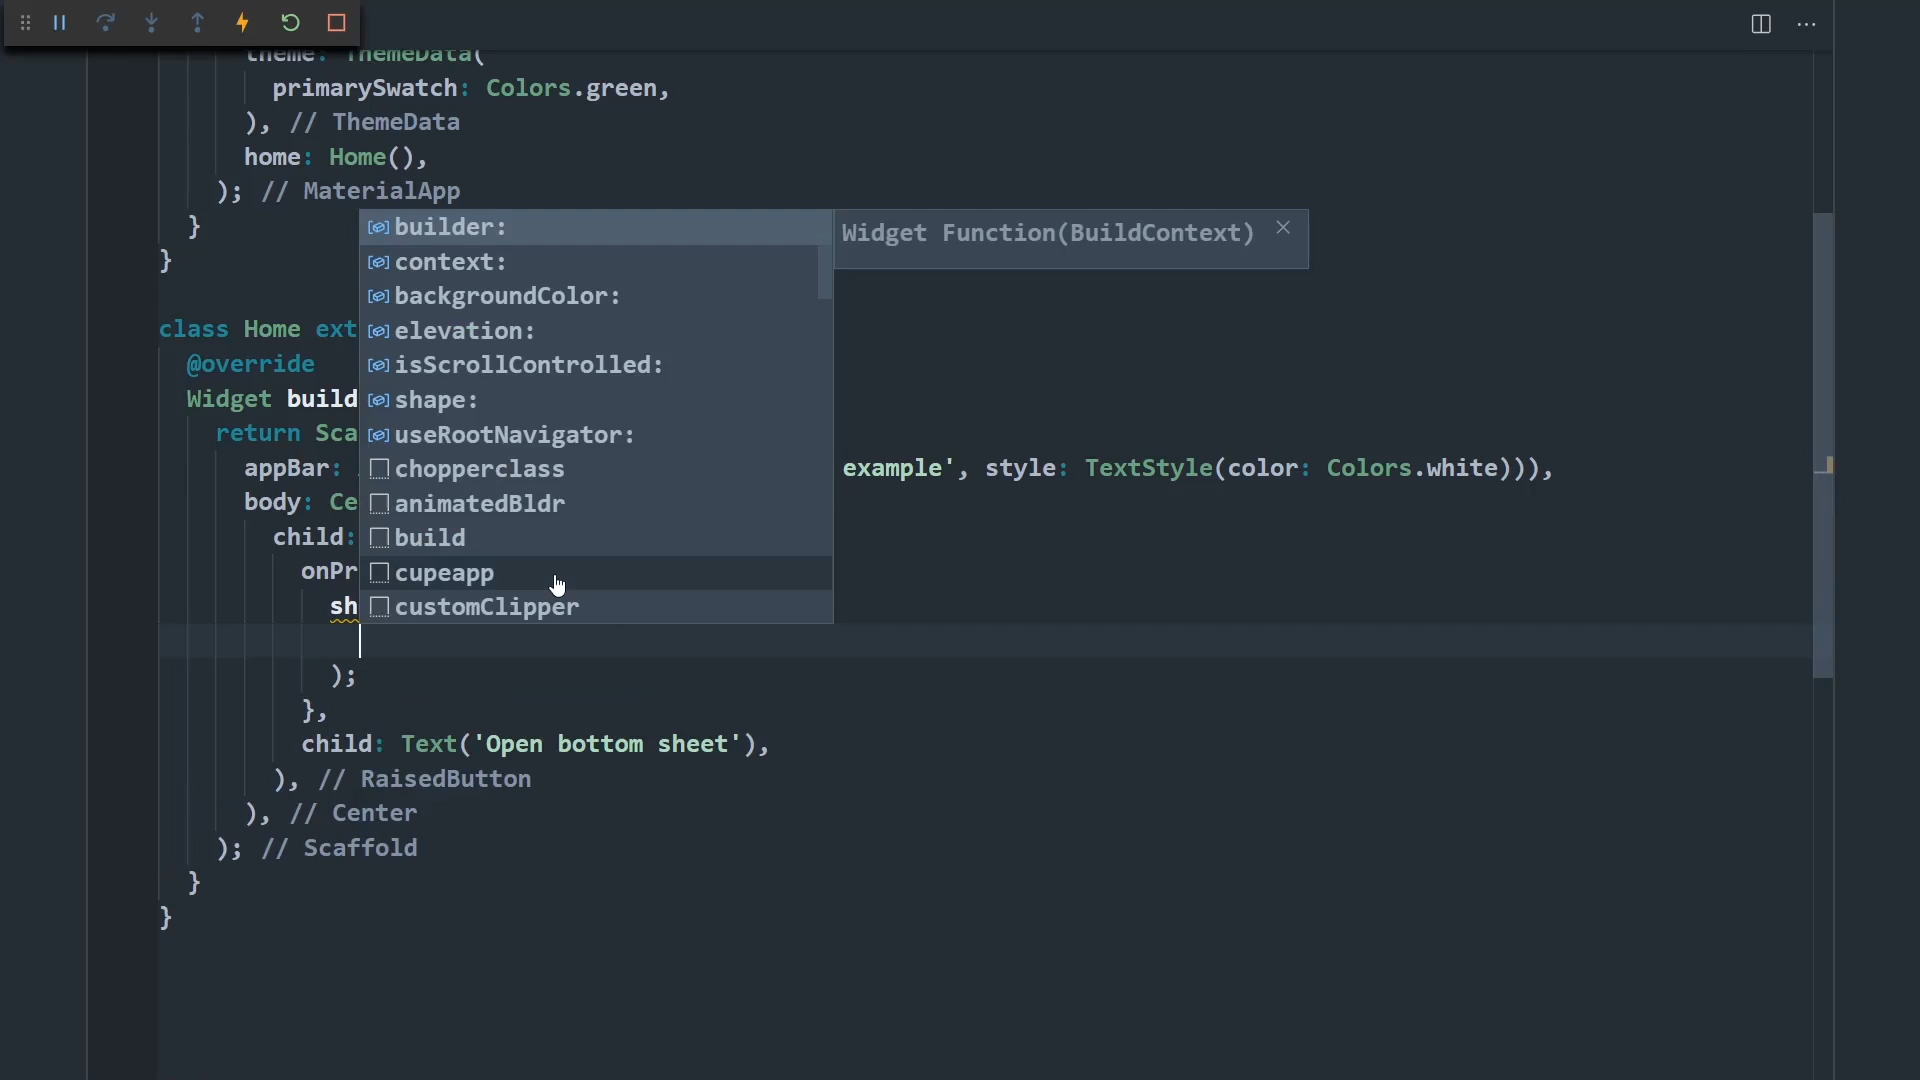 theme: ThemeData(
primarySwatch: Colors.green,
), // ThemeData
home: Home(),
); // MaterialApp
}
}
builder:
Widget Function(BuildContext)
context:
backgroundColor:
elevation:
isScrollControlled:
shape:
useRootNavigator:
chopperclass
animatedBldr
build
cupeapp
customClipper
class Home ext
@override
Widget build
return Sca
appBar: example', style: TextStyle(color: Colors.white))),
body: Ce
child:
onPr
sh
);
},
child: Text('Open bottom sheet'),
), // RaisedButton
), // Center
); // Scaffold
}
}